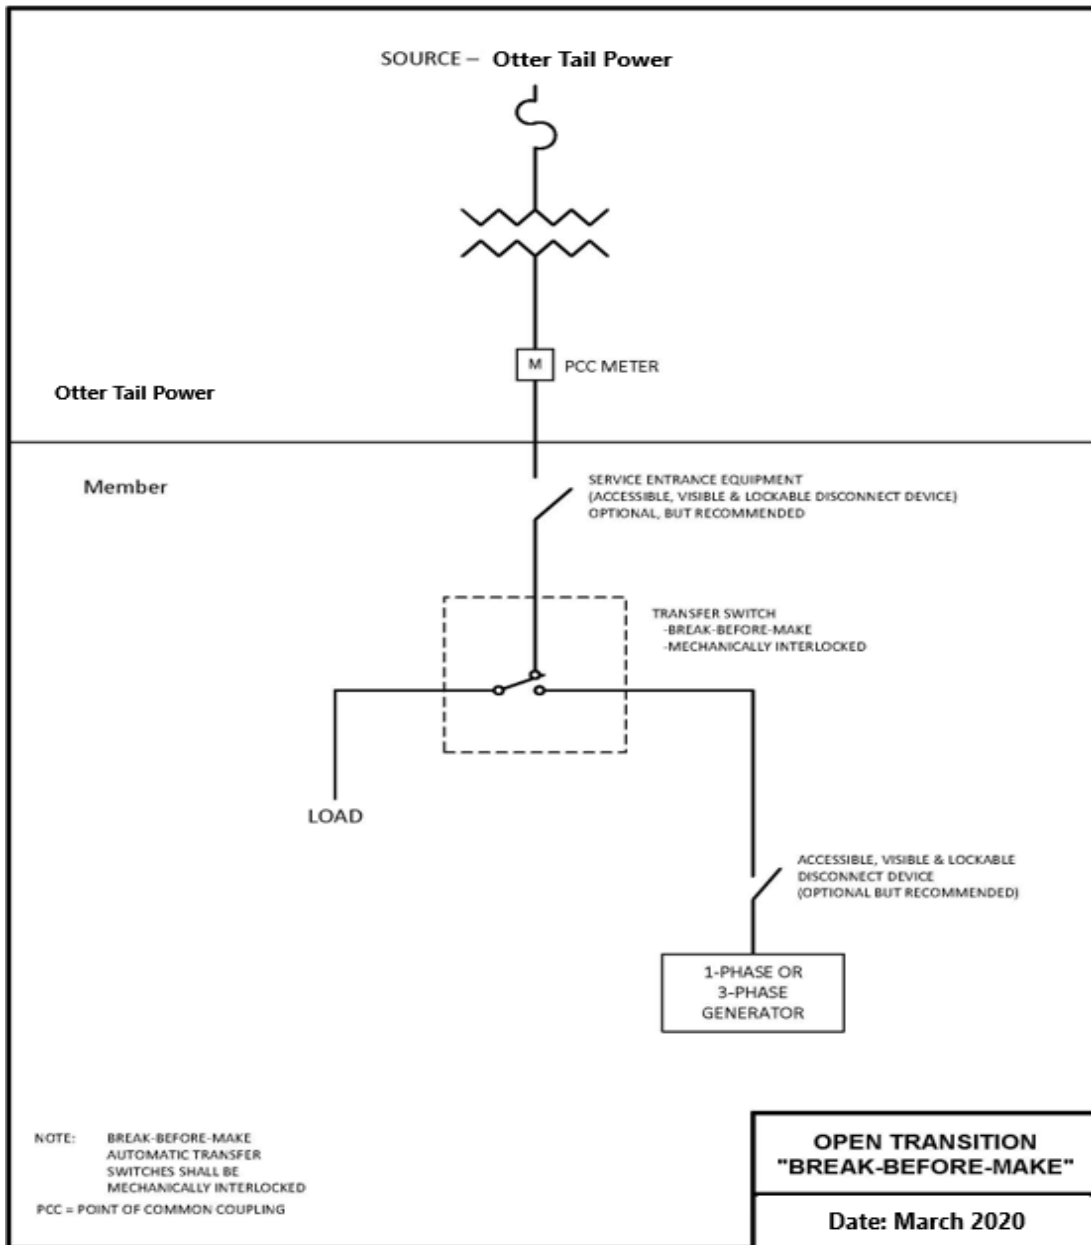 SOURCE – Otter Tail Power
M
PCC METER
Otter Tail Power
Member
SERVICE ENTRANCE EQUIPMENT
(ACCESSIBLE, VISIBLE & LOCKABLE DISCONNECT DEVICE)
OPTIONAL, BUT RECOMMENDED
TRANSFER SWITCH
-BREAK-BEFORE-MAKE
-MECHANICALLY INTERLOCKED
LOAD
ACCESSIBLE, VISIBLE & LOCKABLE
DISCONNECT DEVICE
(OPTIONAL BUT RECOMMENDED)
1-PHASE OR
3-PHASE
GENERATOR
NOTE: BREAK-BEFORE-MAKE
AUTOMATIC TRANSFER
SWITCHES SHALL BE
MECHANICALLY INTERLOCKED
PCC = POINT OF COMMON COUPLING
OPEN TRANSITION
"BREAK-BEFORE-MAKE"
Date: March 2020